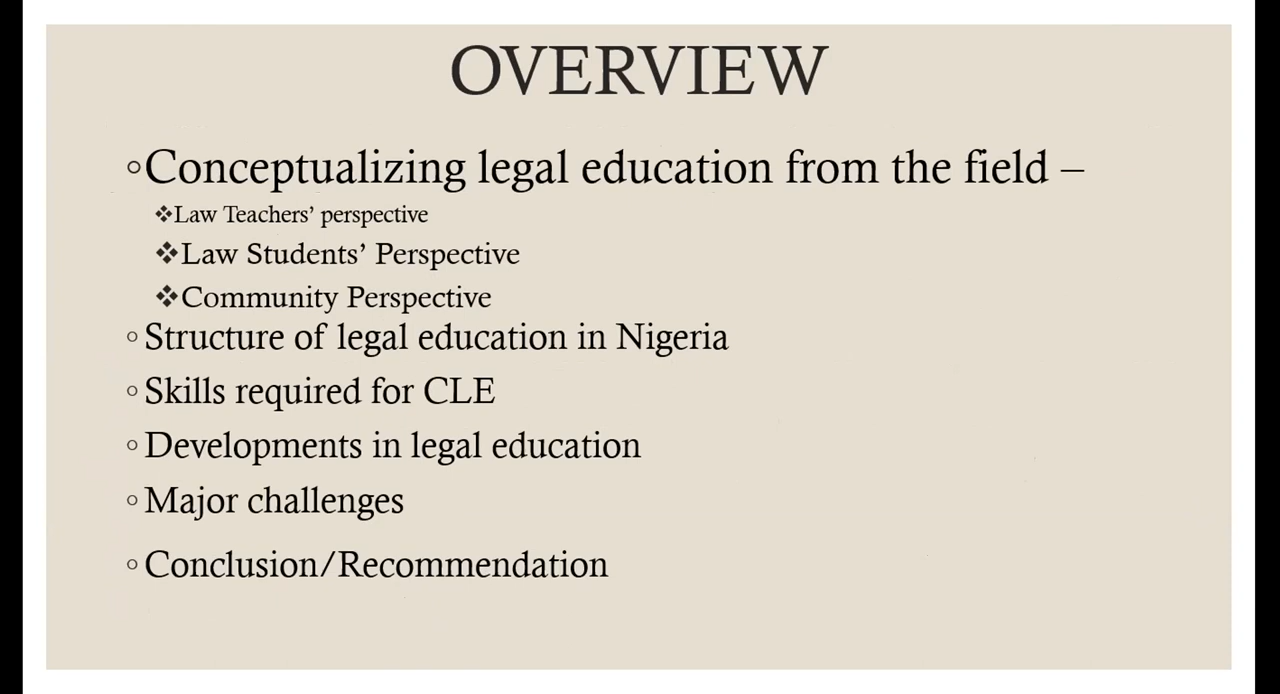 OVERVIEW
◦Conceptualizing legal education from the field –
❖Law Teachers’ perspective
❖Law Students’ Perspective
❖Community Perspective
◦Structure of legal education in Nigeria
◦Skills required for CLE
◦Developments in legal education
◦Major challenges
◦Conclusion/Recommendation